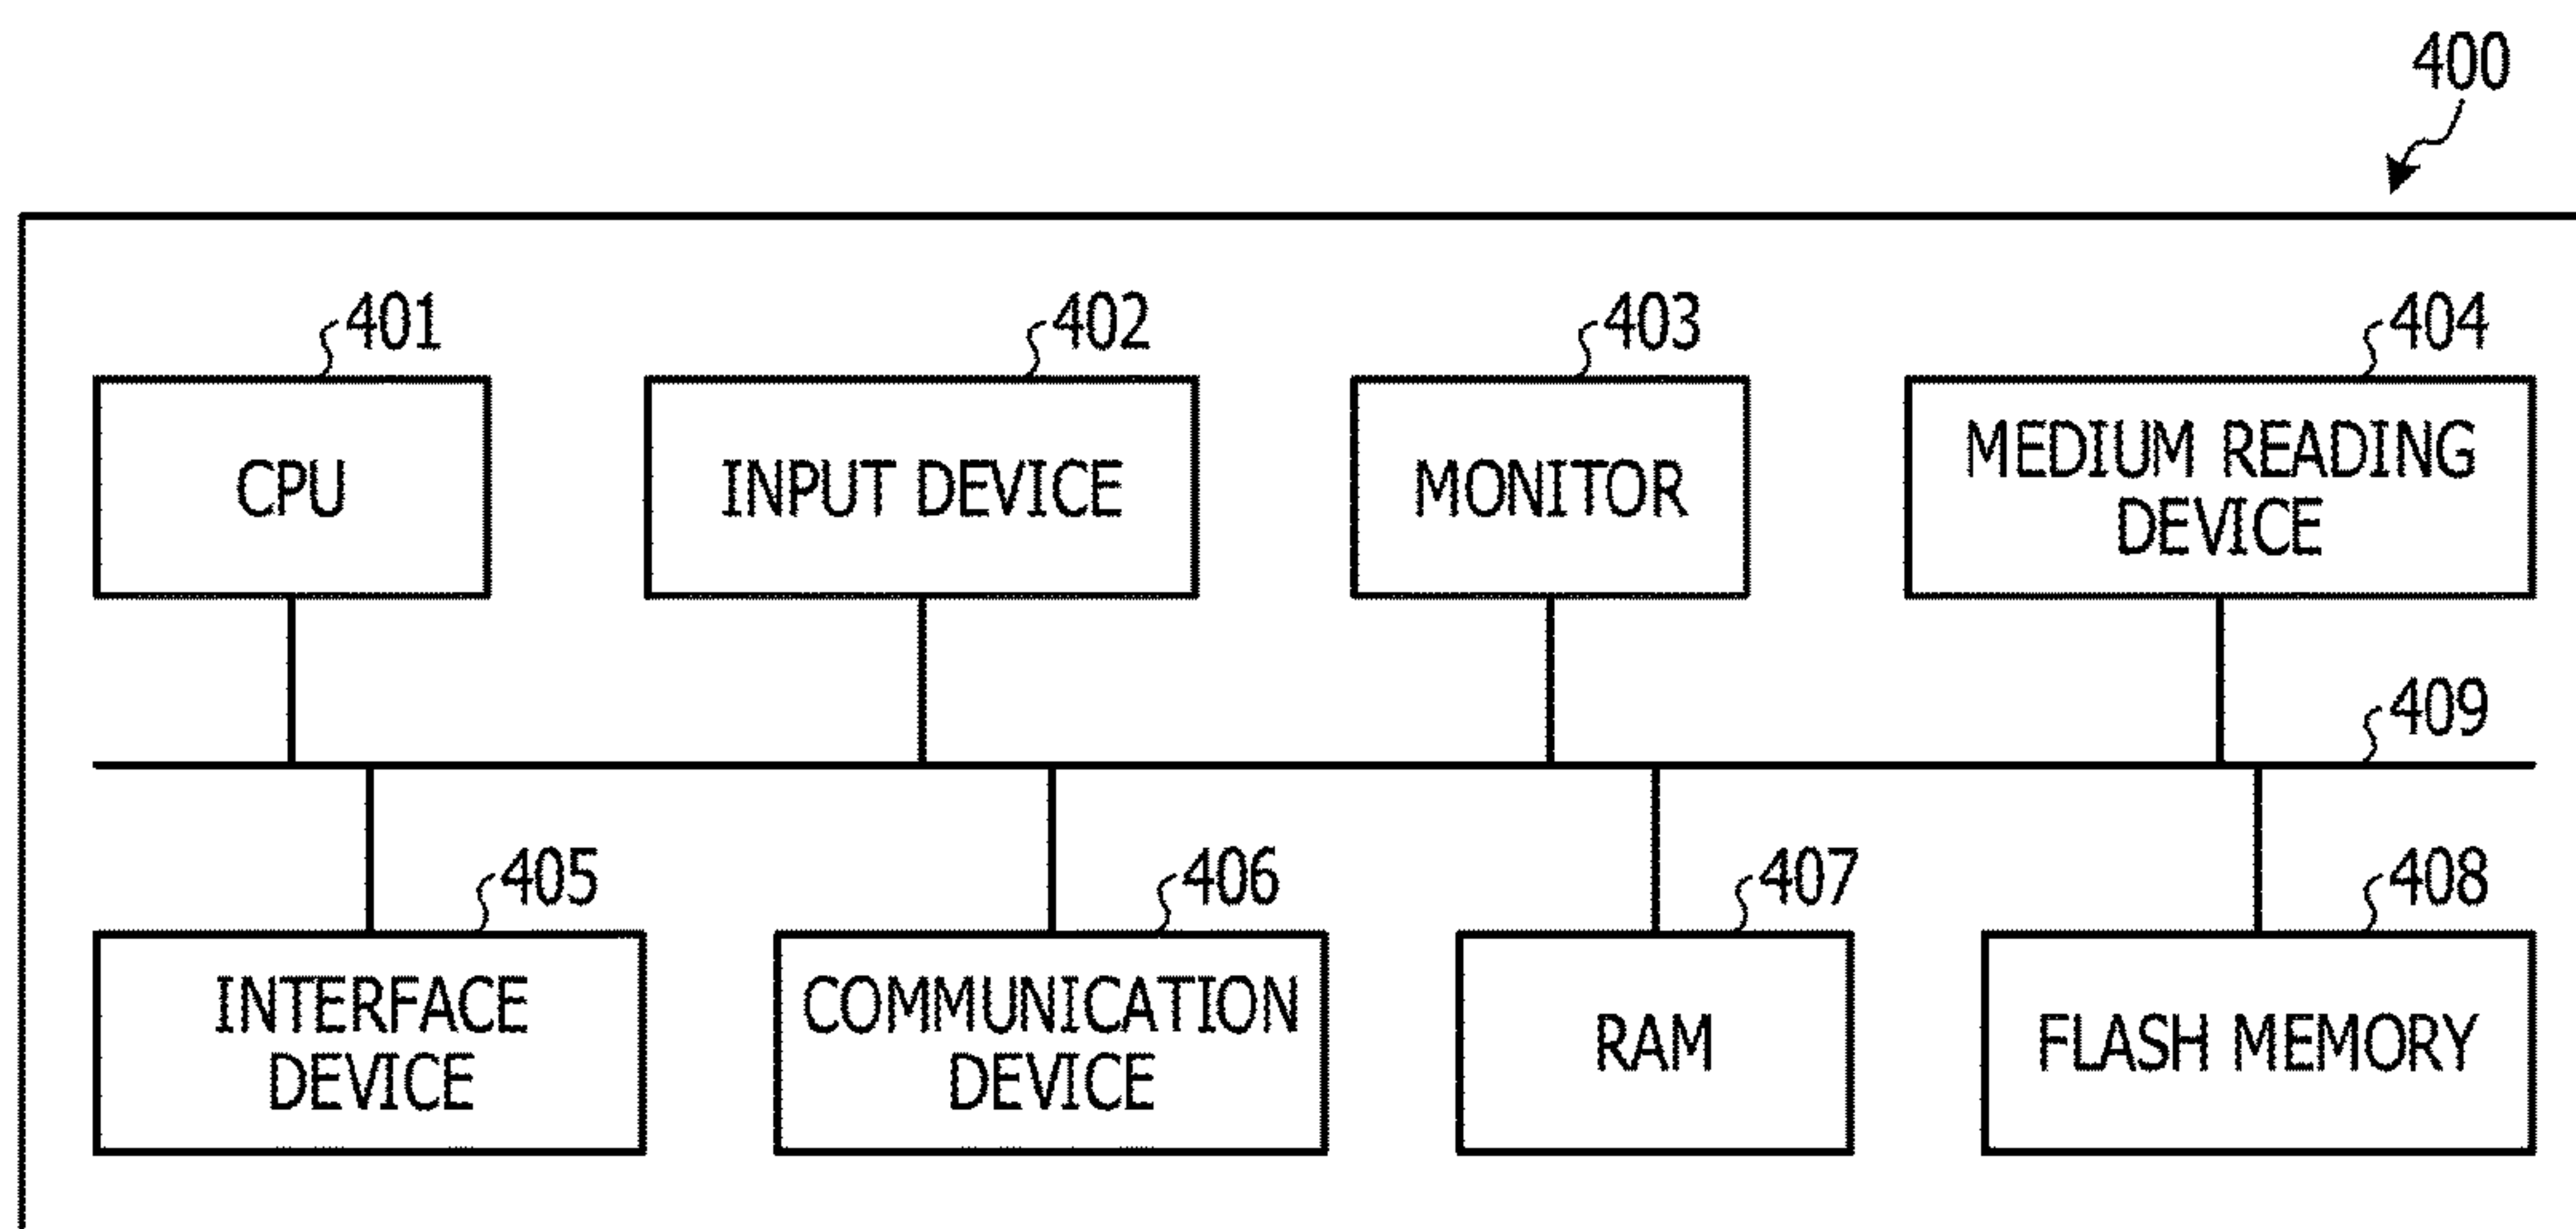 400
401
402
403
404
CPU
INPUT DEVICE
MONITOR
MEDIUM READING
DEVICE
409
405
406
407
408
INTERFACE
DEVICE
COMMUNICATION
DEVICE
RAM
FLASH MEMORY